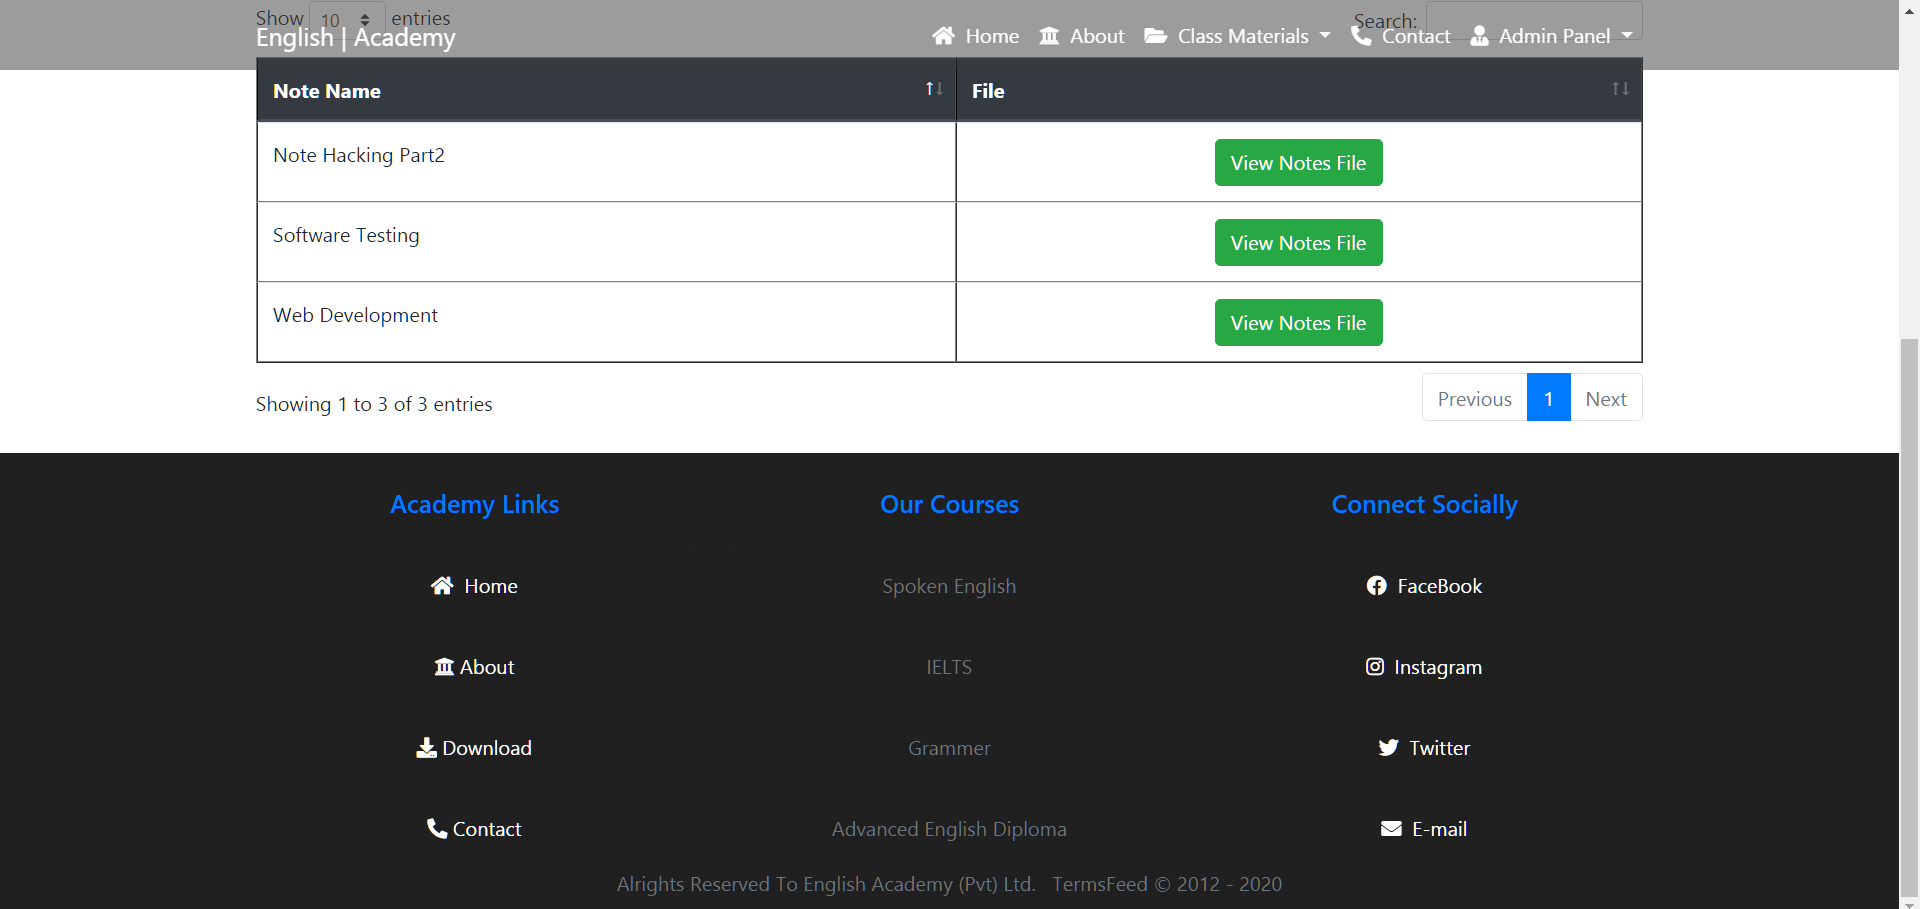 Show 10 entries
Search:
English | Academy
Home About Class Materials Contact Admin Panel
Note Name File
Note Hacking Part2 View Notes File
Software Testing View Notes File
Web Development View Notes File
Showing 1 to 3 of 3 entries
Previous 1 Next
Academy Links Our Courses Connect Socially
Home Spoken English FaceBook
About IELTS Instagram
Download Grammer Twitter
Contact Advanced English Diploma E-mail
Alrights Reserved To English Academy (Pvt) Ltd. TermsFeed © 2012 - 2020